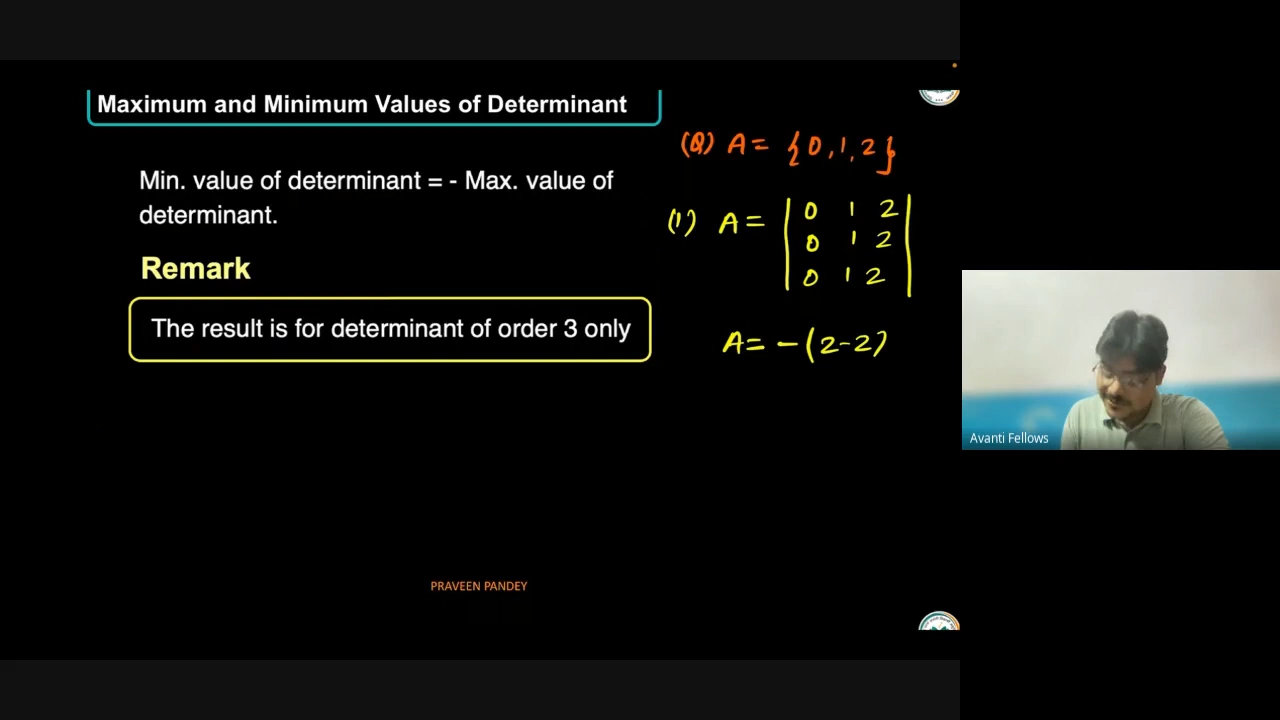 Maximum and Minimum Values of Determinant
Min. value of determinant = - Max. value of
determinant.
Remark
The result is for determinant of order 3 only
(Q) A = {0, 1, 2}
(1) A = | 0 1 2 |
| 0 1 2 |
| 0 1 2 |
A = -(2-2)
Avanti Fellows
PRAVEEN PANDEY